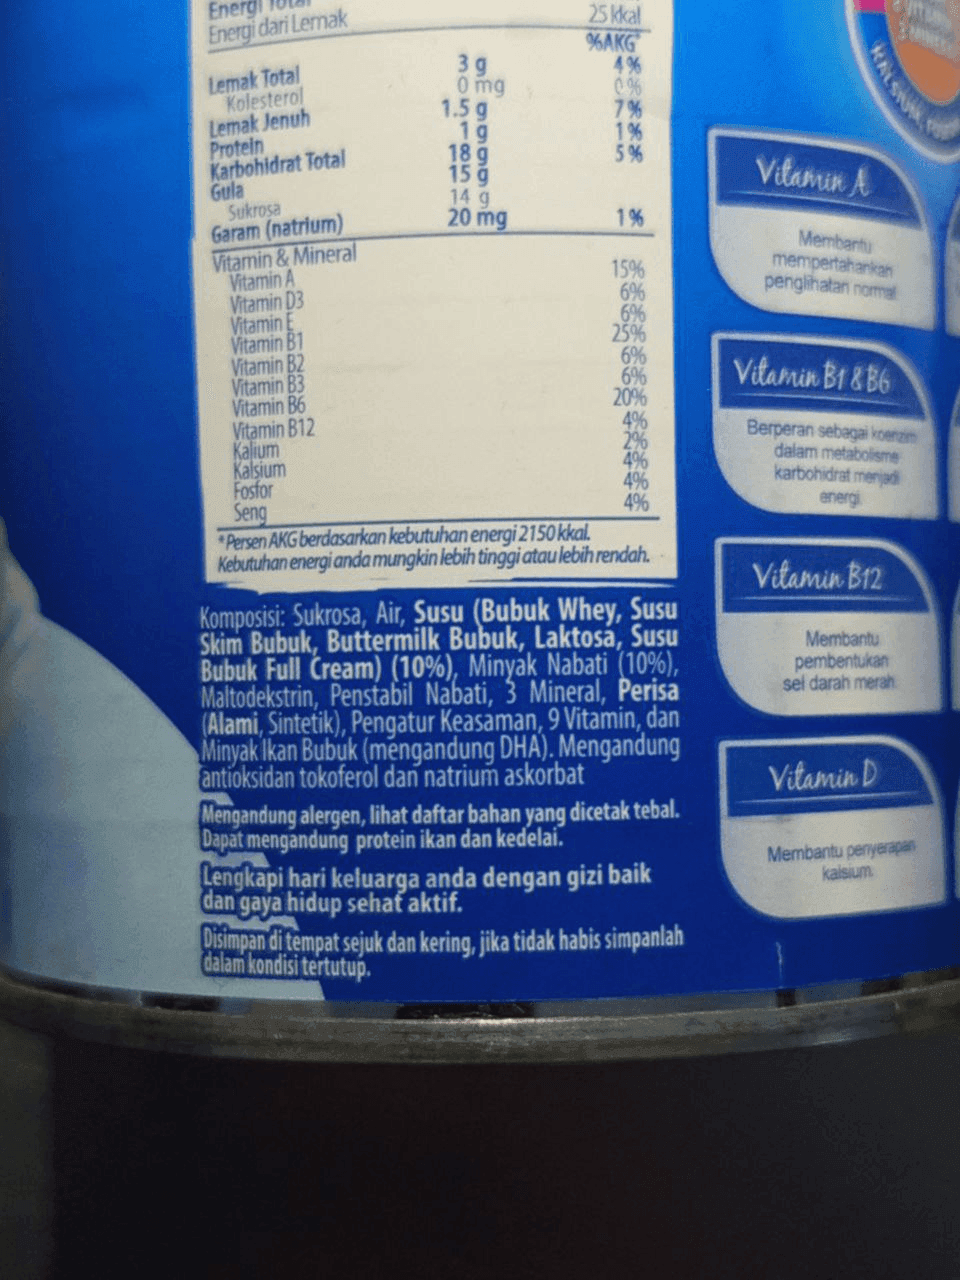 Energi Total
25 kkal
Energi dari Lemak
%AKG*
Lemak Total 3 g 4%
Kolesterol 0 mg 0%
Lemak Jenuh 1.5 g 7%
Protein 1 g 1%
Karbohidrat Total 18 g 5%
Gula 15 g
Sukrosa 14 g
Garam (natrium) 20 mg 1%
Vitamin & Mineral
Vitamin A 15%
Vitamin D3 6%
Vitamin E 6%
Vitamin B1 25%
Vitamin B2 6%
Vitamin B3 6%
Vitamin B6 20%
Vitamin B12 4%
Kalium 2%
Kalsium 4%
Fosfor 4%
Seng 4%
*Persen AKG berdasarkan kebutuhan energi 2150 kkal.
Kebutuhan energi anda mungkin lebih tinggi atau lebih rendah.
Komposisi: Sukrosa, Air, Susu (Bubuk Whey, Susu
Skim Bubuk, Buttermilk Bubuk, Laktosa, Susu
Bubuk Full Cream) (10%), Minyak Nabati (10%),
Maltodekstrin, Penstabil Nabati, 3 Mineral, Perisa
(Alami, Sintetik), Pengatur Keasaman, 9 Vitamin, dan
Minyak Ikan Bubuk (mengandung DHA). Mengandung
antioksidan tokoferol dan natrium askorbat
Mengandung alergen, lihat daftar bahan yang dicetak tebal.
Dapat mengandung protein ikan dan kedelai.
Lengkapi hari keluarga anda dengan gizi baik
dan gaya hidup sehat aktif.
Disimpan di tempat sejuk dan kering, jika tidak habis simpanlah
dalam kondisi tertutup.
Vitamin A
Membantu
mempertahankan
penglihatan normal
Vitamin B1 & B6
Berperan sebagai koenzim
dalam metabolisme
karbohidrat menjadi
energi
Vitamin B12
Membantu
pembentukan
sel darah merah.
Vitamin D
Membantu penyerapan
kalsium.